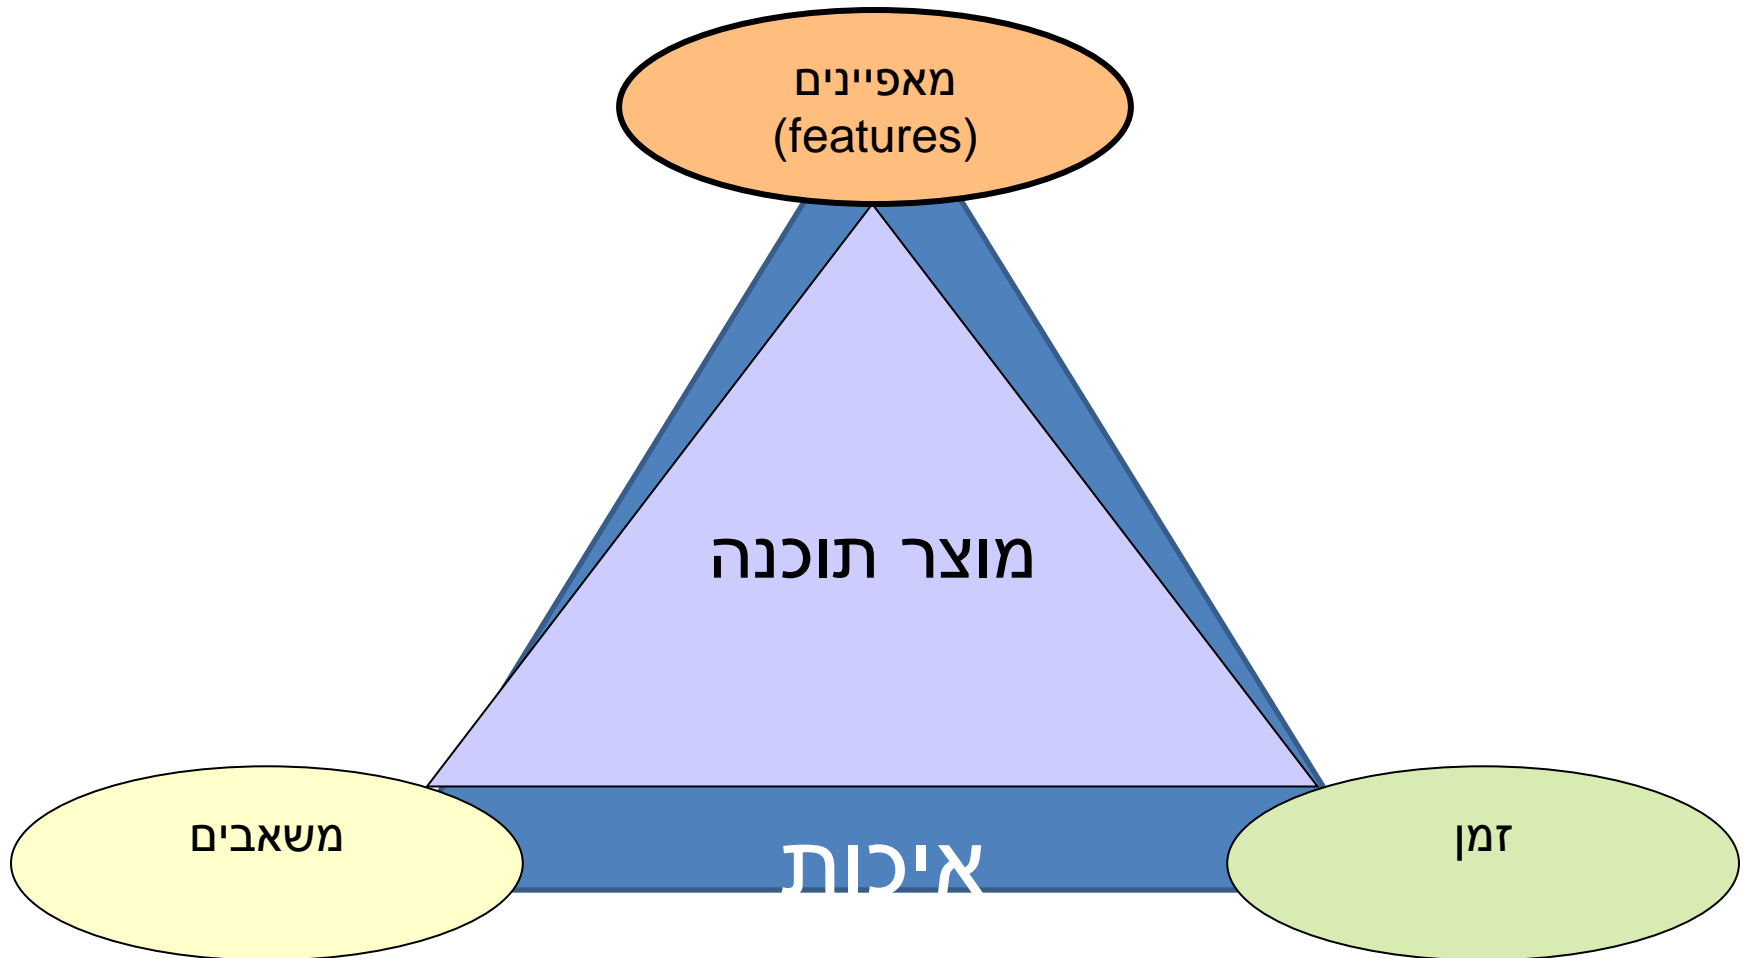 מאפיינים
(features)
מוצר תוכנה
משאבים
איכות
זמן